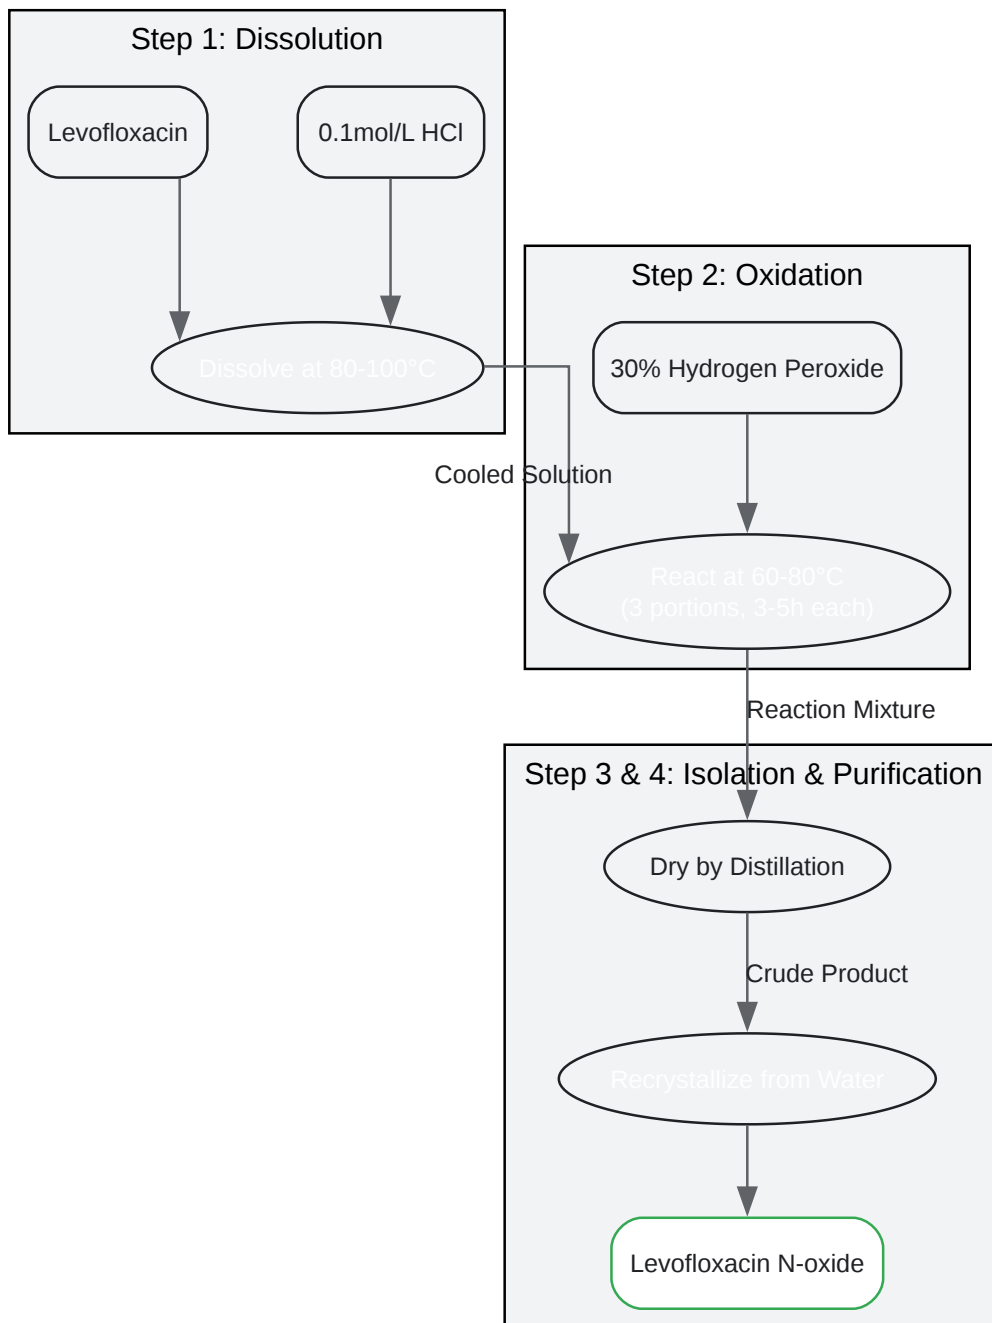 Step 1: Dissolution
Levofloxacin
0.1mol/L HCl
Dissolve at 80-100°C
Cooled Solution
Step 2: Oxidation
30% Hydrogen Peroxide
React at 60-80°C
(3 portions, 3-5h each)
Reaction Mixture
Step 3 & 4: Isolation & Purification
Dry by Distillation
Crude Product
Recrystallize from Water
Levofloxacin N-oxide